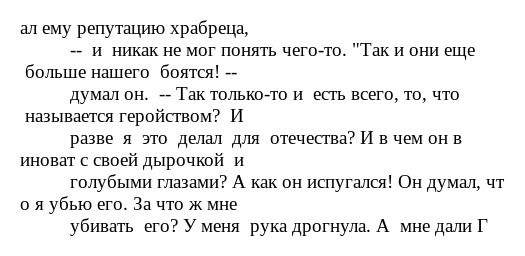 ал ему репутацию храбреца,
-- и никак не мог понять чего-то. "Так и они еще
больше нашего боятся! --
думал он. -- Так только-то и есть всего, то, что
называется геройством? И
разве я это делал для отечества? И в чем он в
иноват с своей дырочкой и
голубыми глазами? А как он испугался! Он думал, чт
о я убью его. За что ж мне
убивать его? У меня рука дрогнула. А мне дали Г